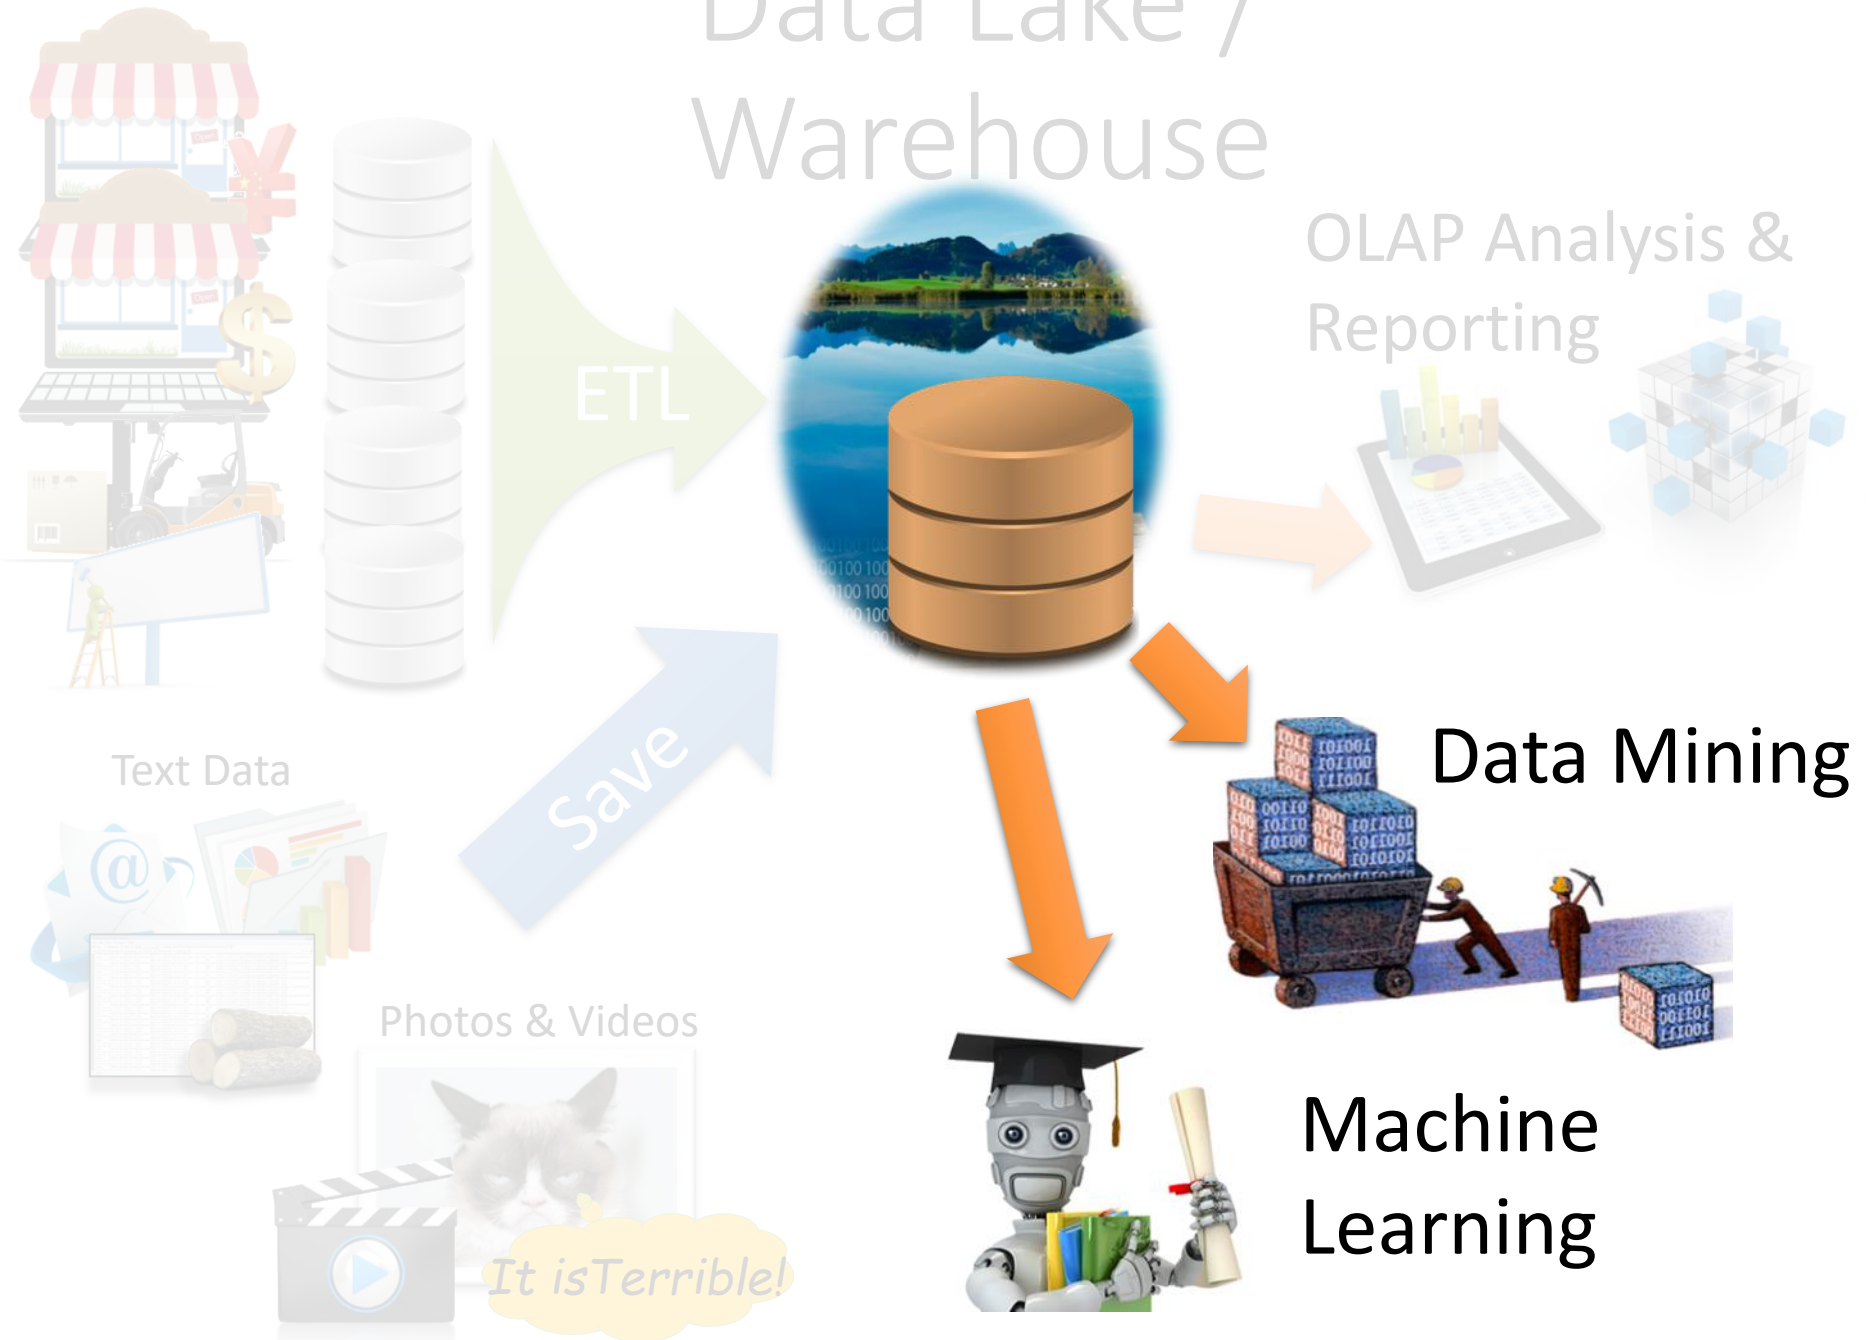 Data Lake /
Warehouse
OLAP Analysis &
Reporting
ETL
Save
Text Data
Data Mining
Photos & Videos
Machine
Learning
It isTerrible!